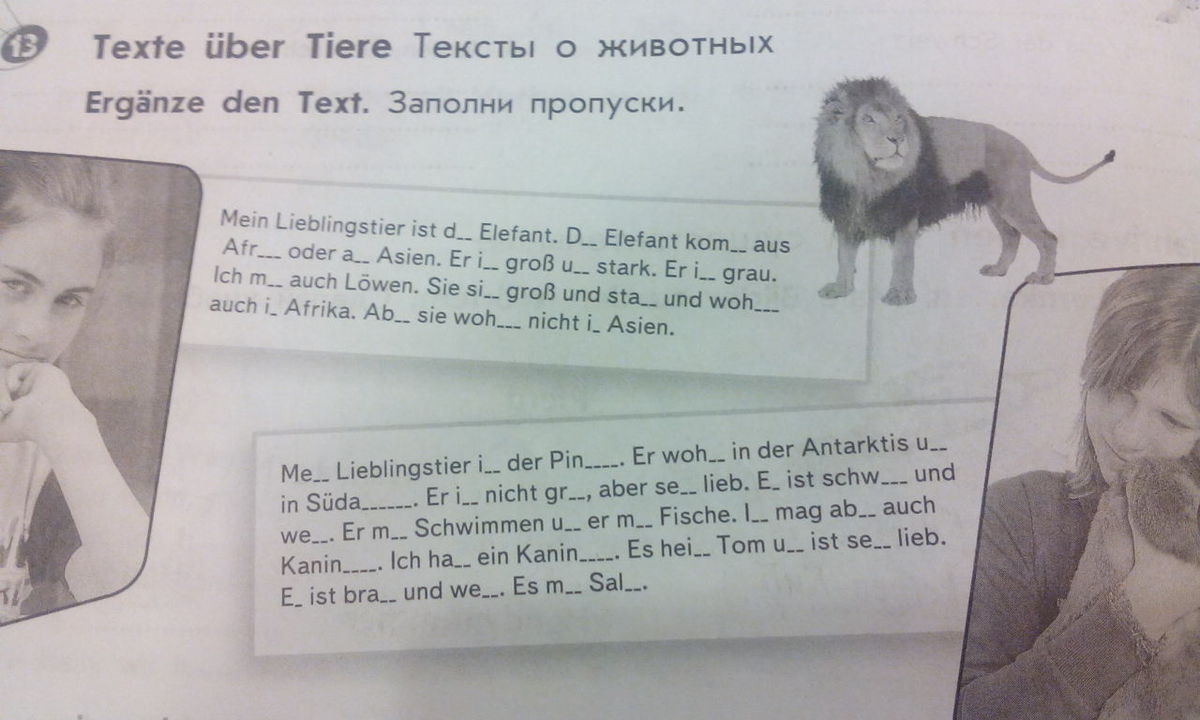 13 Texte über Tiere Тексты о животных
Ergänze den Text. Заполни пропуски.
Mein Lieblingstier ist d__ Elefant. D__ Elefant kom__ aus
Afr___ oder a__ Asien. Er i__ groß u__ stark. Er i__ grau.
Ich m__ auch Löwen. Sie si__ groß und sta__ und woh___
auch i_ Afrika. Ab__ sie woh___ nicht i_ Asien.
Me__ Lieblingstier i__ der Pin____. Er woh__ in der Antarktis u__
in Süda______. Er i__ nicht gr__, aber se__ lieb. E_ ist schw___ und
we__. Er m__ Schwimmen u__ er m__ Fische. I__ mag ab__ auch
Kanin____. Ich ha__ ein Kanin____. Es hei__ Tom u__ ist se__ lieb.
E_ ist bra__ und we__. Es m__ Sal__.